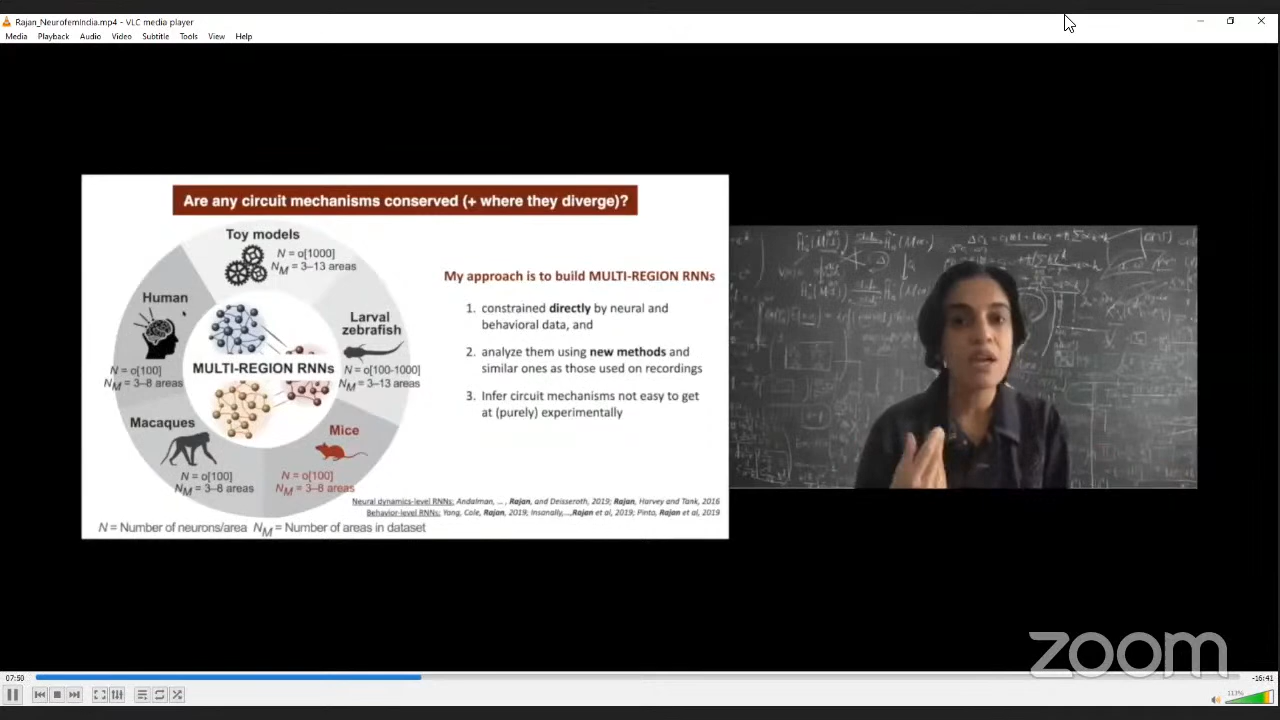 Rajan_NeurofemIndia.mp4 - VLC media player
Media Playback Audio Video Subtitle Tools View Help
Are any circuit mechanisms conserved (+ where they diverge)?
Toy models
N = o[1000]
N_M = 3–13 areas
Human
N = o[100]
N_M = 3–8 areas
Larval
zebrafish
N = o[100-1000]
N_M = 3–13 areas
MULTI-REGION RNNs
Macaques
N = o[100]
N_M = 3–8 areas
Mice
N = o[100]
N_M = 3–8 areas
N = Number of neurons/area N_M = Number of areas in dataset
My approach is to build MULTI-REGION RNNs
1. constrained directly by neural and
behavioral data, and
2. analyze them using new methods and
similar ones as those used on recordings
3. Infer circuit mechanisms not easy to get
at (purely) experimentally
Neural dynamics-level RNNs: Andalman, ... , Rajan, and Deisseroth, 2019; Rajan, Harvey and Tank, 2016
Behavior-level RNNs: Yang, Cole, Rajan, 2019; Insanally,...,Rajan et al, 2019; Pinto, Rajan et al, 2019
zoom
07:50
-16:41
113%